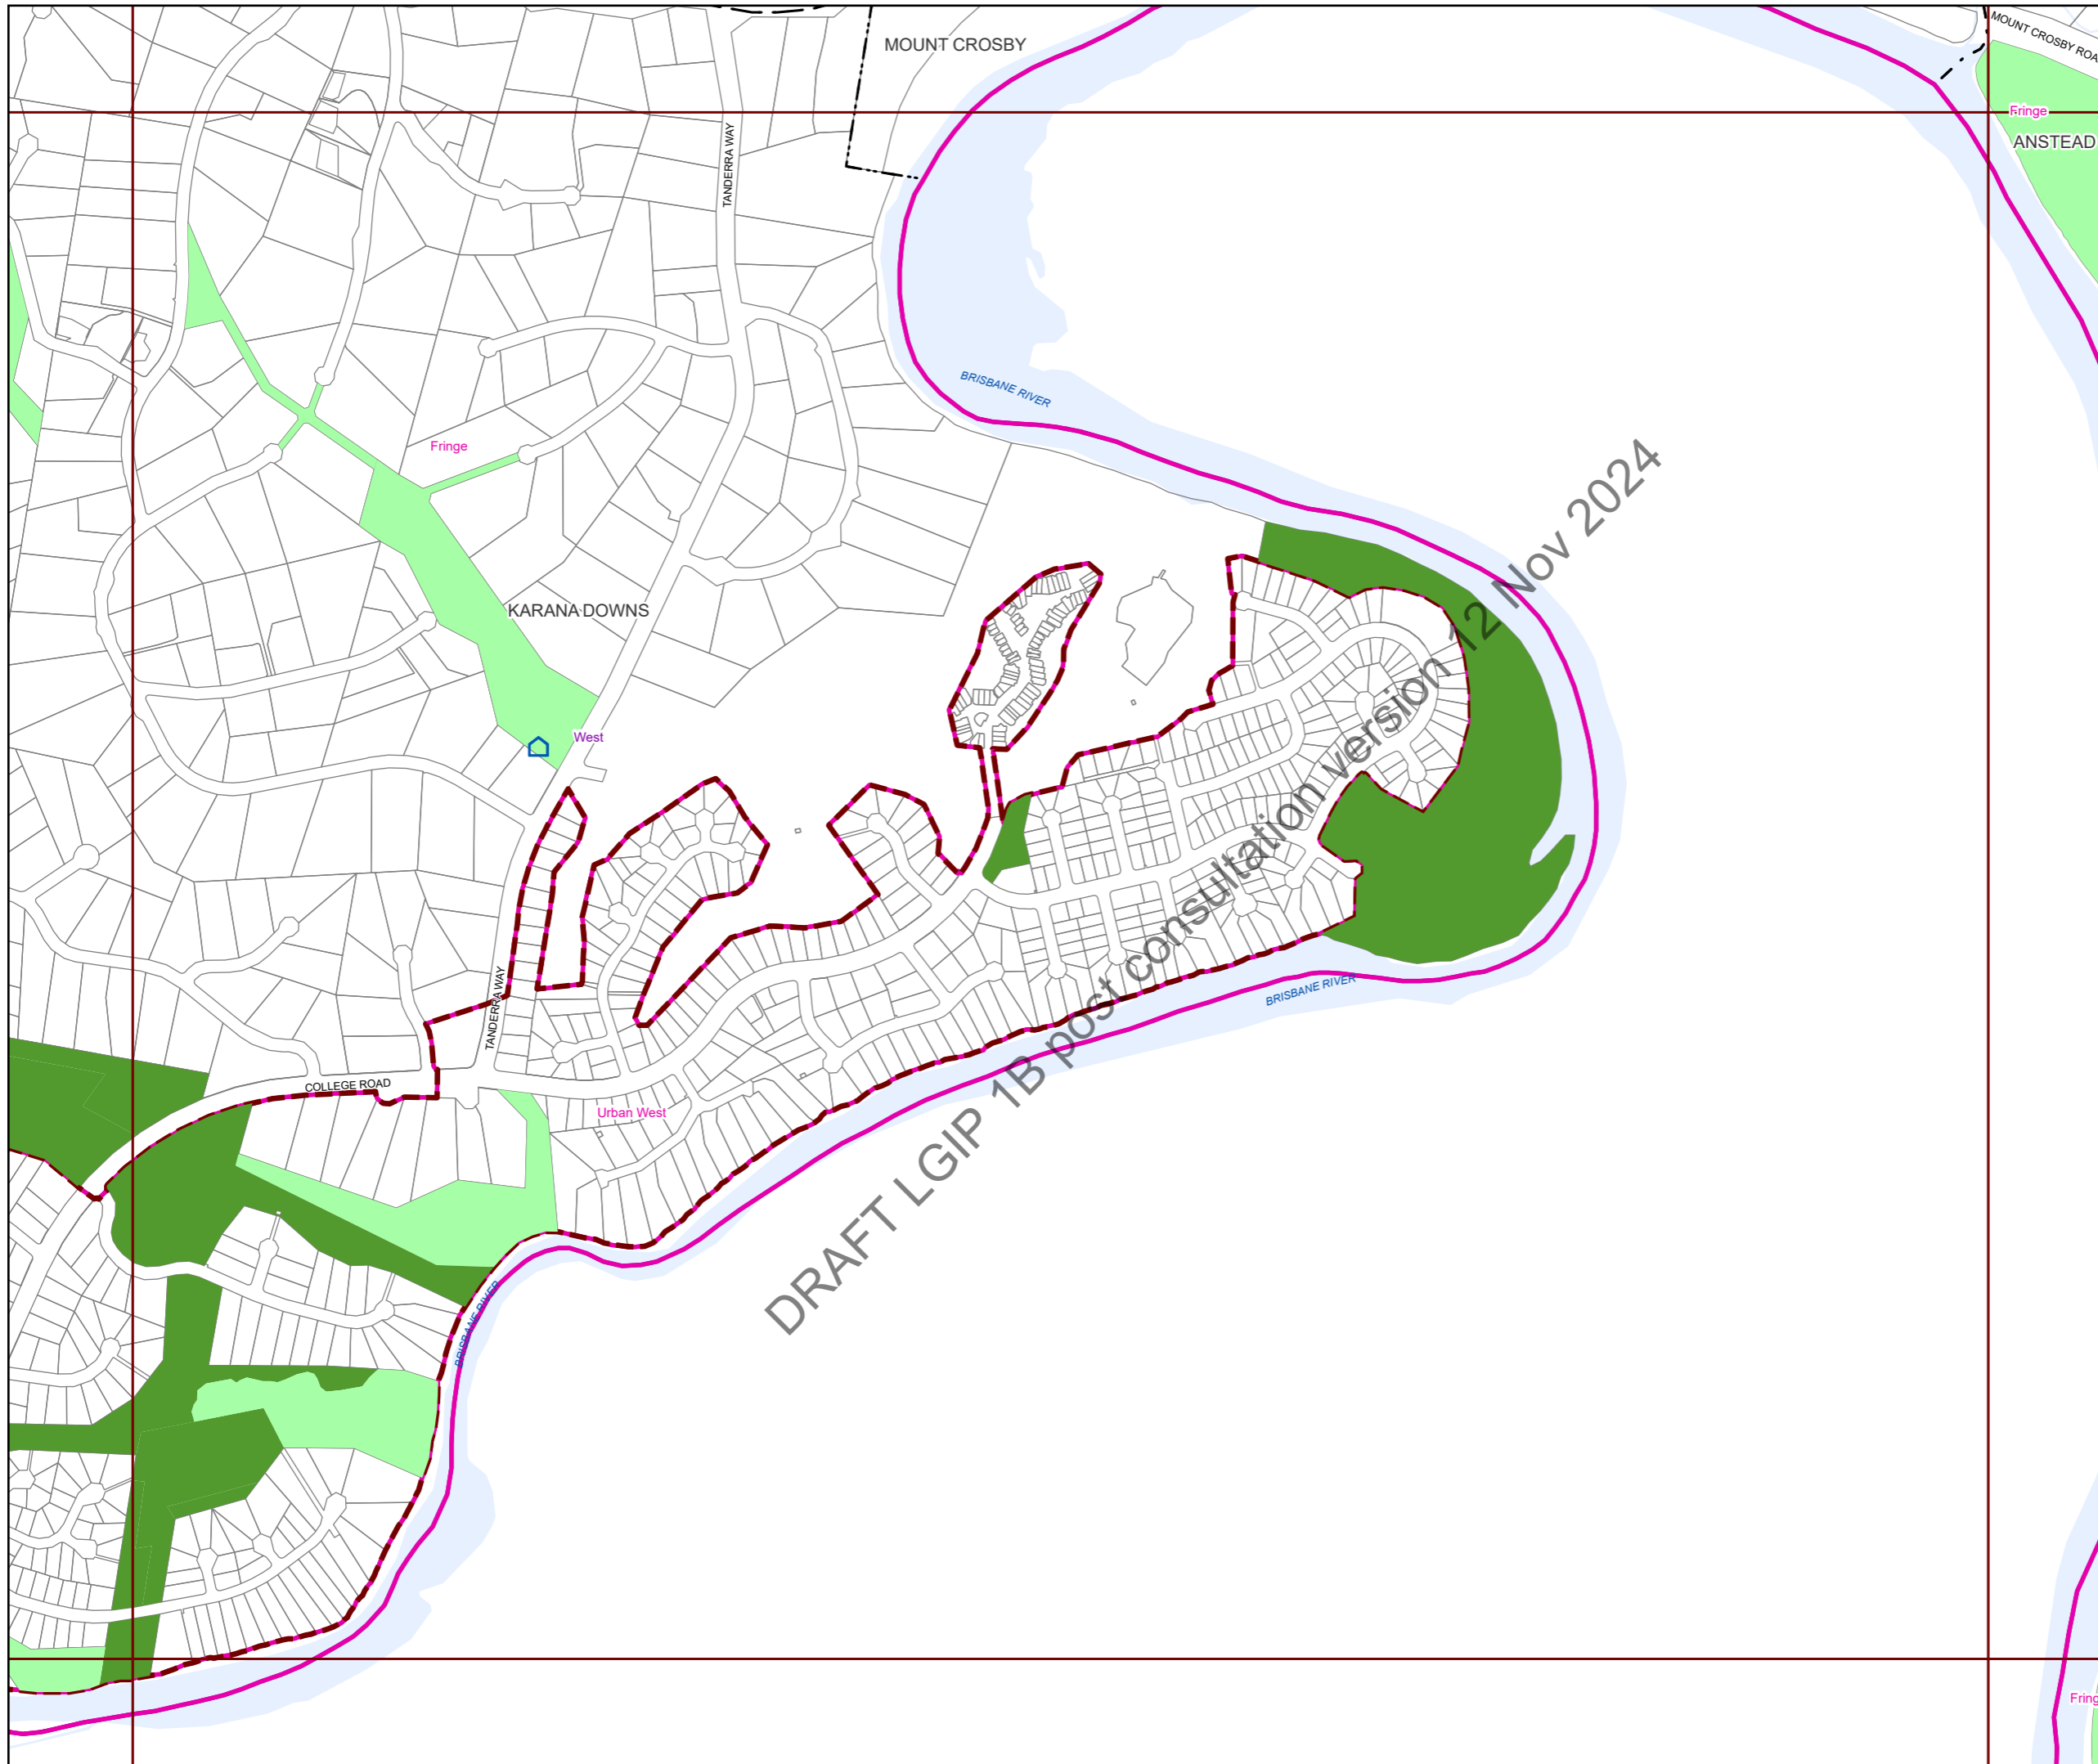 MOUNT CROSBY
MOUNT CROSBY ROA
Fringe
ANSTEAD
TANDERRA WAY
BRISBANE RIVER
Fringe
KARANA DOWNS
West
DRAFT LGIP 1B post consultation version 12 Nov 2024
TANDERRA WAY
BRISBANE RIVER
COLLEGE ROAD
Urban West
BRISBANE RIVER
Fring